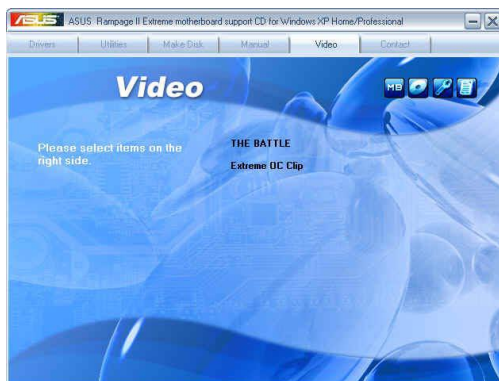 ASUS ASUS Rampage II Extreme motherboard support CD for Windows XP Home/Professional
Drivers Utilities Make Disk Manual Video Contact
Video
MB
Please select items on the
right side.
THE BATTLE
Extreme OC Clip